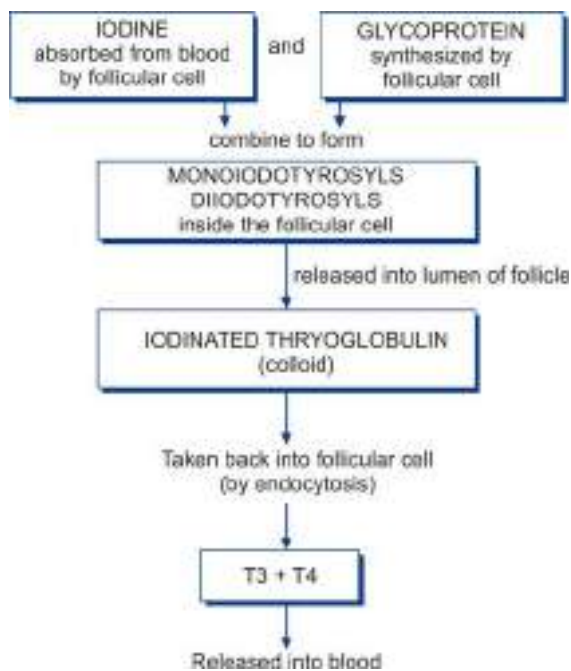 IODINE
absorbed from blood
by follicular cell
and
GLYCOPROTEIN
synthesized by
follicular cell
combine to form
MONOIODOTYROSYLS
DIIODOTYROSYLS
inside the follicular cell
released into lumen of follicle
IODINATED THRYOGLOBULIN
(colloid)
Taken back into follicular cell
(by endocytosis)
T3 + T4
Released into blood